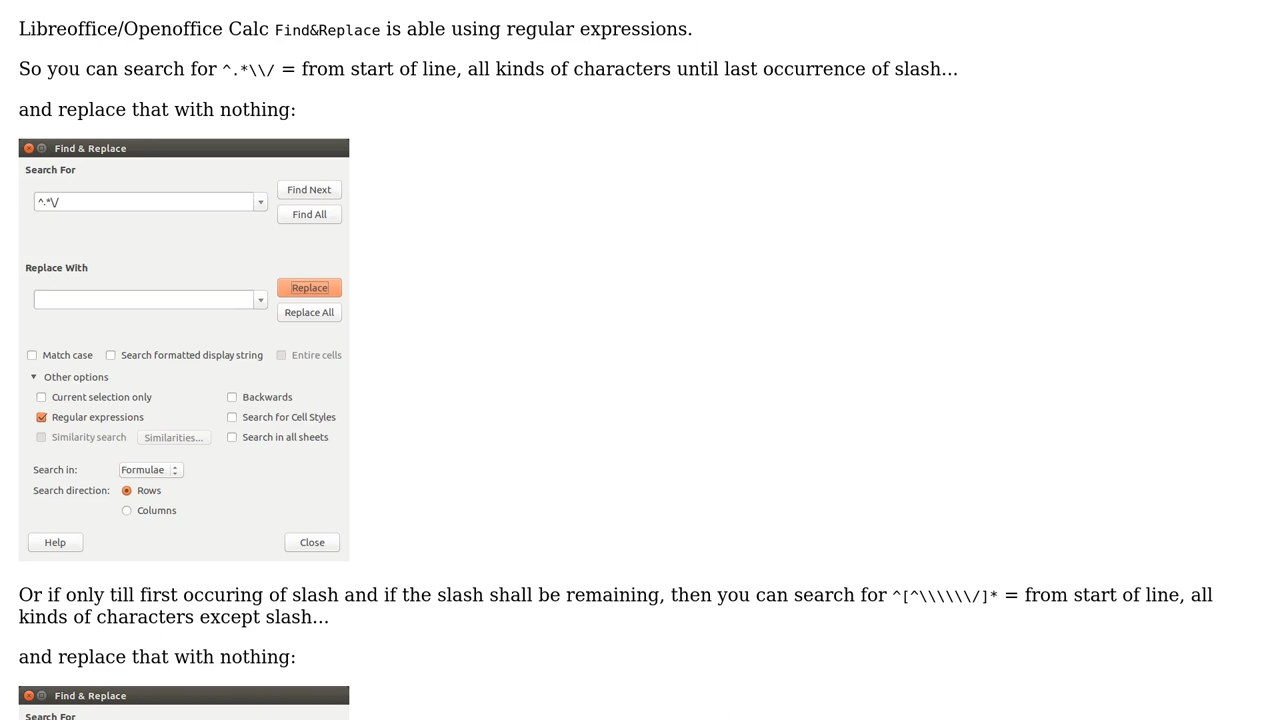 Libreoffice/Openoffice Calc Find&Replace is able using regular expressions.
So you can search for ^.*\\/ = from start of line, all kinds of characters until last occurrence of slash...
and replace that with nothing:
Find & Replace
Search For
^.*\/
Find Next
Find All
Replace With
Replace
Replace All
Match case Search formatted display string Entire cells
Other options
Current selection only Backwards
Regular expressions Search for Cell Styles
Similarity search Similarities... Search in all sheets
Search in: Formulae
Search direction: Rows
Columns
Help Close
Or if only till first occuring of slash and if the slash shall be remaining, then you can search for ^[^\\\\\\/]* = from start of line, all
kinds of characters except slash...
and replace that with nothing:
Find & Replace
Search For